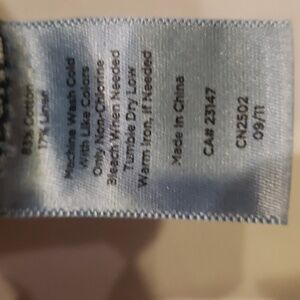 83% Cotton
17% Linen
Machine Wash Cold
With Like Colors
Only Non-Chlorine
Bleech When Needed
Tumble Dry Low
Warm Iron, If Needed
Made in China
CA# 23147
CN2502
09/11